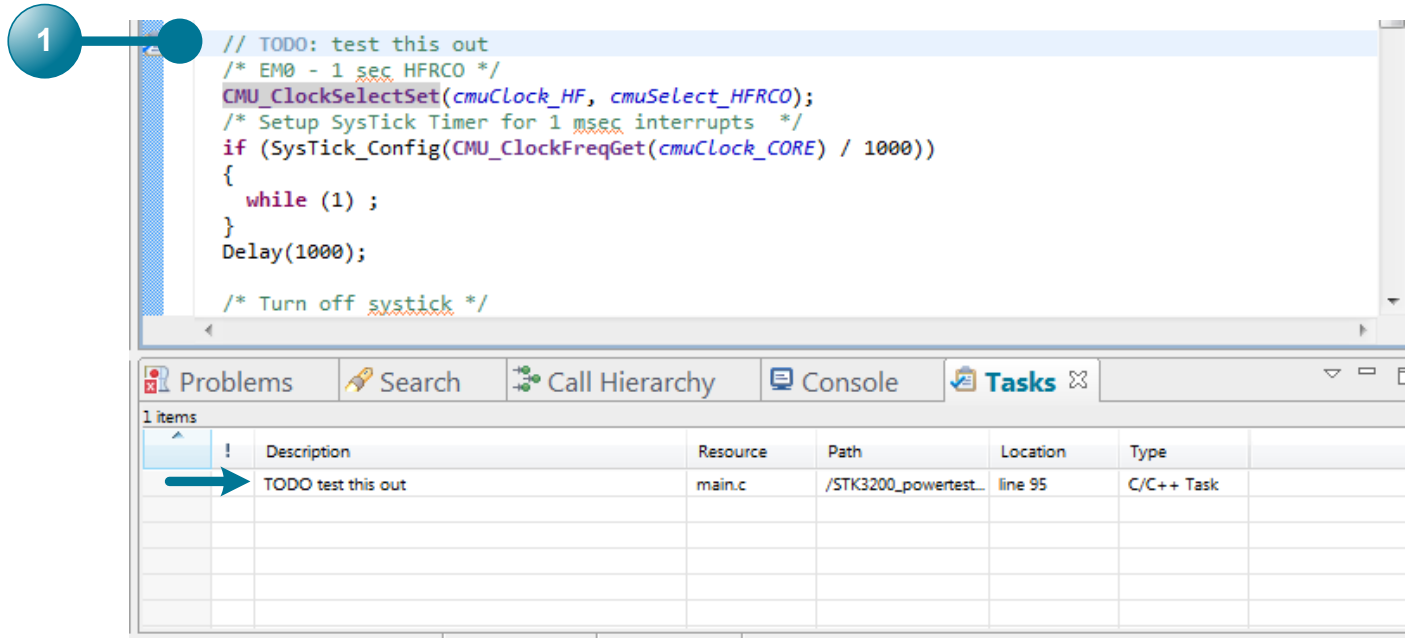 1
// TODO: test this out
/* EM0 - 1 sec HFRCO */
CMU_ClockSelectSet(cmuClock_HF, cmuSelect_HFRCO);
/* Setup SysTick Timer for 1 msec interrupts  */
if (SysTick_Config(CMU_ClockFreqGet(cmuClock_CORE) / 1000))
{
while (1) ;
}
Delay(1000);
/* Turn off systick */
Problems Search Call Hierarchy Console Tasks
1 items
! Description Resource Path Location Type
TODO test this out main.c /STK3200_powertest... line 95 C/C++ Task